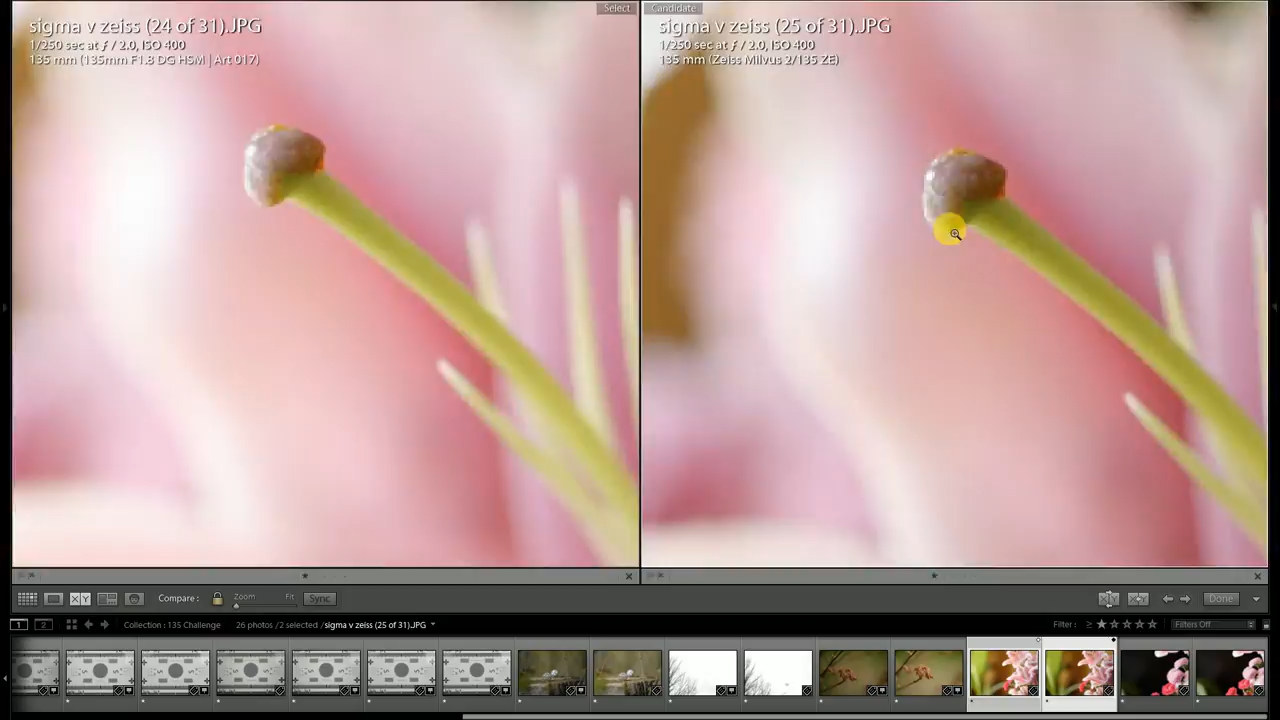 sigma v zeiss (24 of 31).JPG
1/250 sec at ƒ / 2.0, ISO 400
135 mm (135mm F1.8 DG HSM | Art 017)
Select
Candidate
sigma v zeiss (25 of 31).JPG
1/250 sec at ƒ / 2.0, ISO 400
135 mm (Zeiss Milvus 2/135 ZE)
XY Compare : Zoom Fit Sync Done
1 2 Collection : 135 Challenge 26 photos /2 selected /sigma v zeiss (25 of 31).JPG Filter : Filters Off